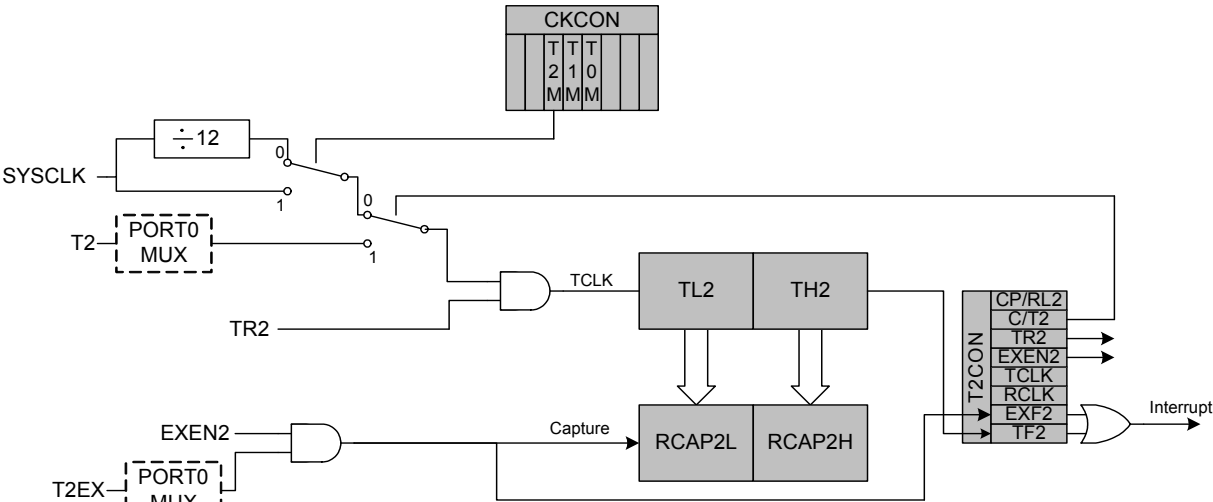 CKCON
T T T
2 1 0
M M M
÷12
0
SYSCLK
1
0
T2
PORT0
MUX
1
TCLK
TL2
TH2
TR2
T2CON
CP/RL2
C/T2
TR2
EXEN2
TCLK
RCLK
EXF2
TF2
Interrupt
EXEN2
Capture
RCAP2L
RCAP2H
T2EX
PORT0
MUX